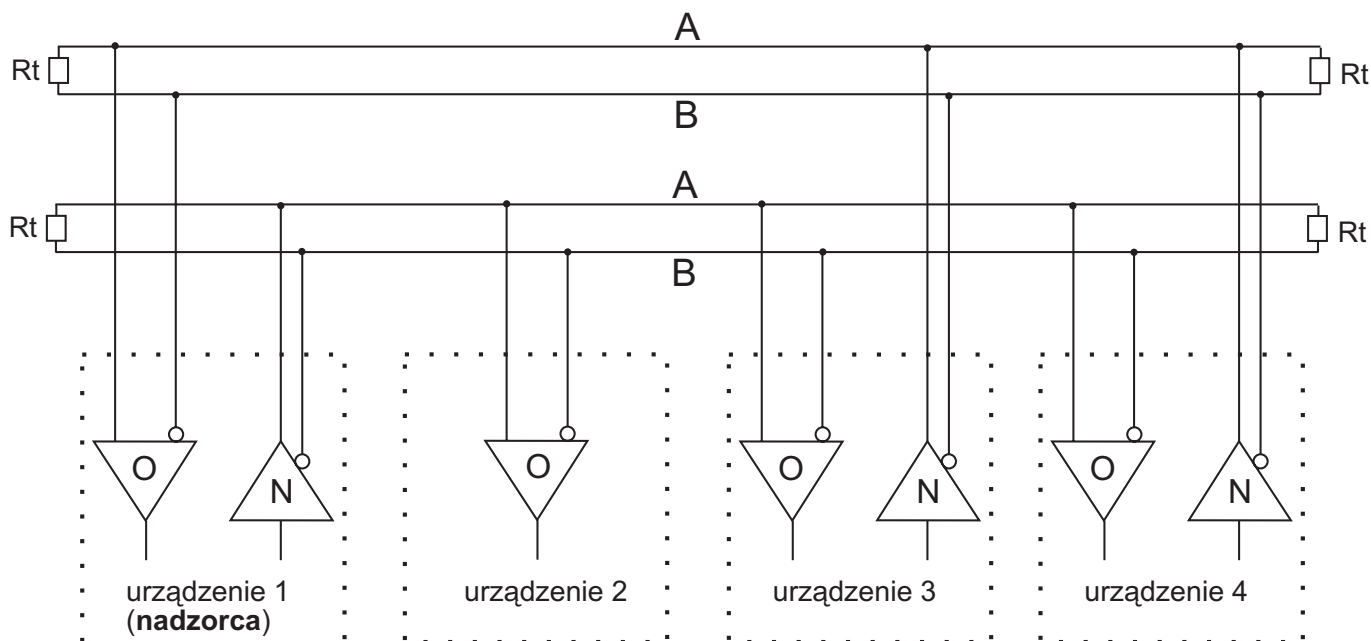 A
Rt Rt
B
A
Rt Rt
B
O N O O N O N
urządzenie 1 urządzenie 2 urządzenie 3 urządzenie 4
(nadzorca)